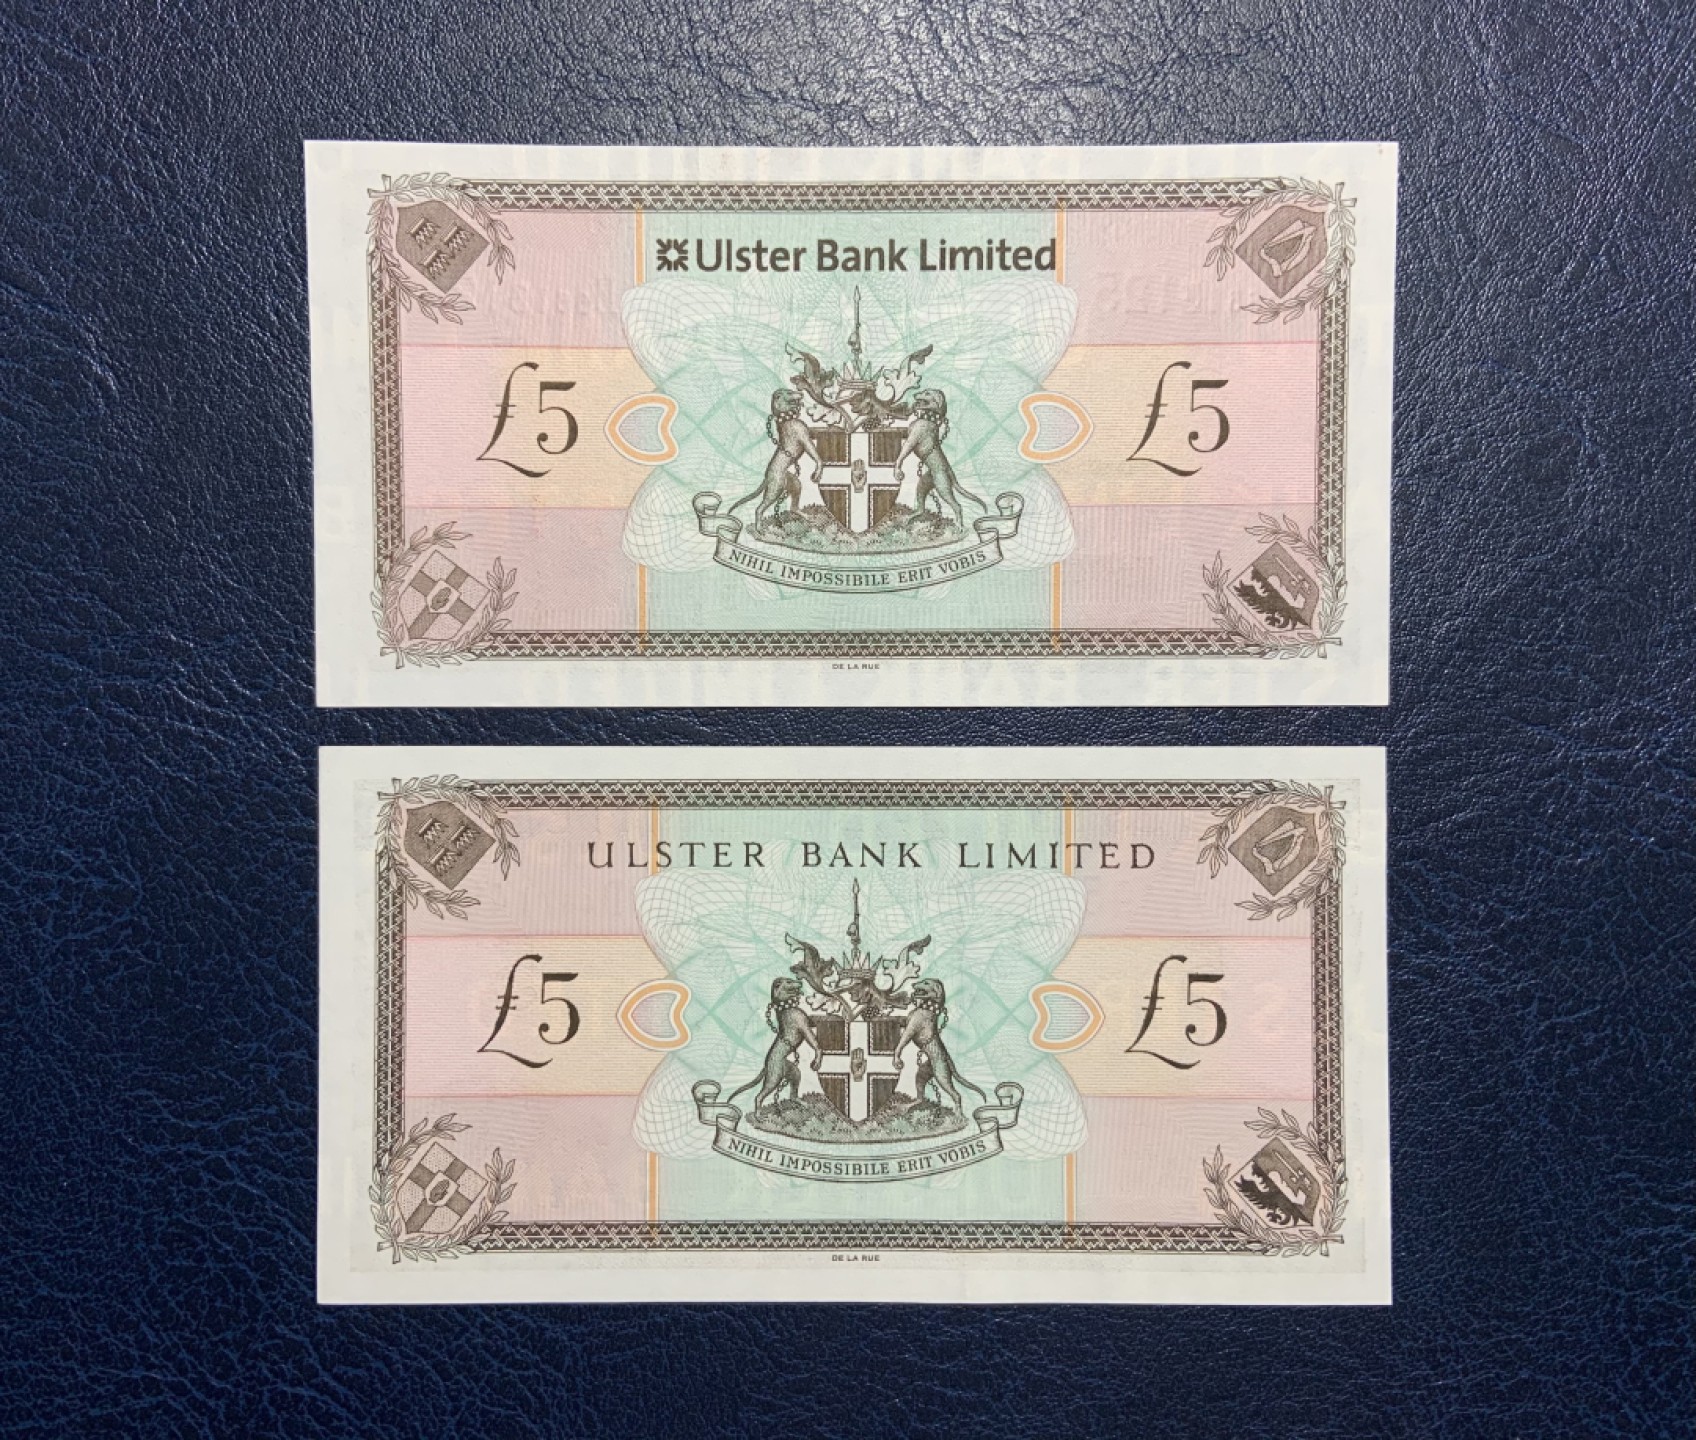 Ulster Bank Limited
£5 £5
NIHIL IMPOSSIBILE ERIT VOBIS
DE LA RUE
ULSTER BANK LIMITED
£5 £5
NIHIL IMPOSSIBILE ERIT VOBIS
DE LA RUE